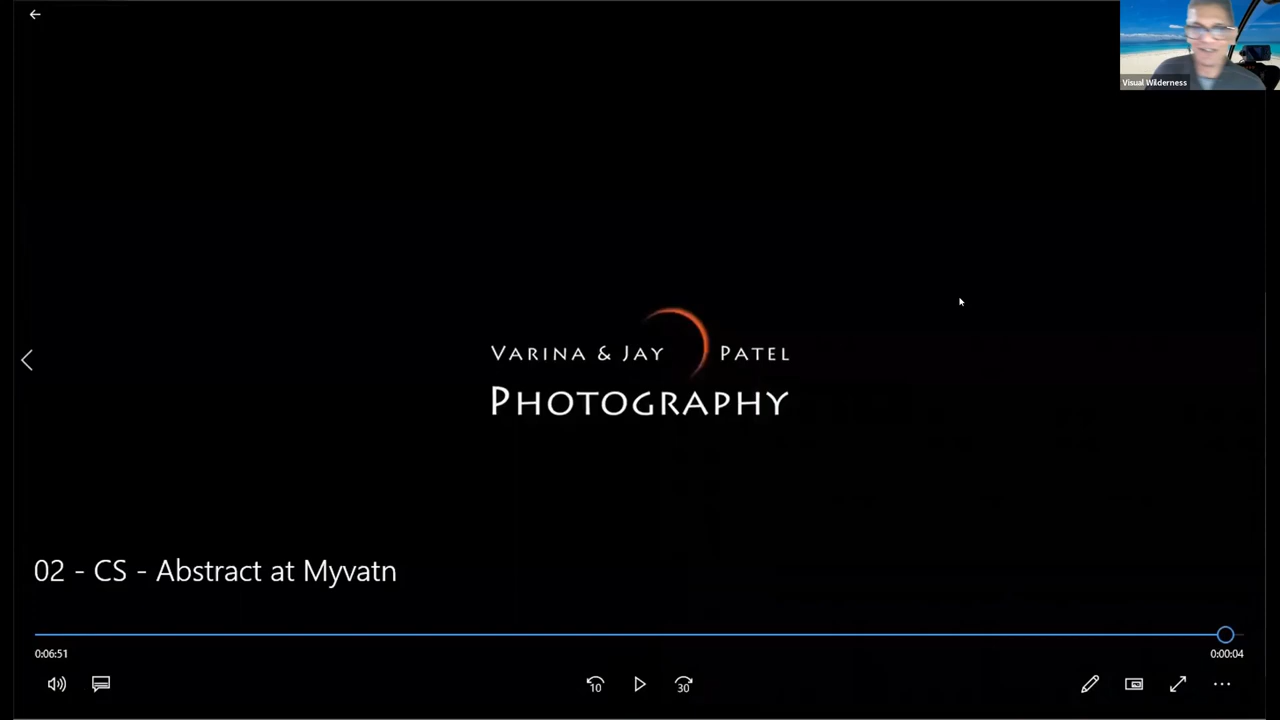 Visual Wilderness
VARINA & JAY PATEL
PHOTOGRAPHY
02 - CS - Abstract at Myvatn
0:06:51
0:00:04
10
30